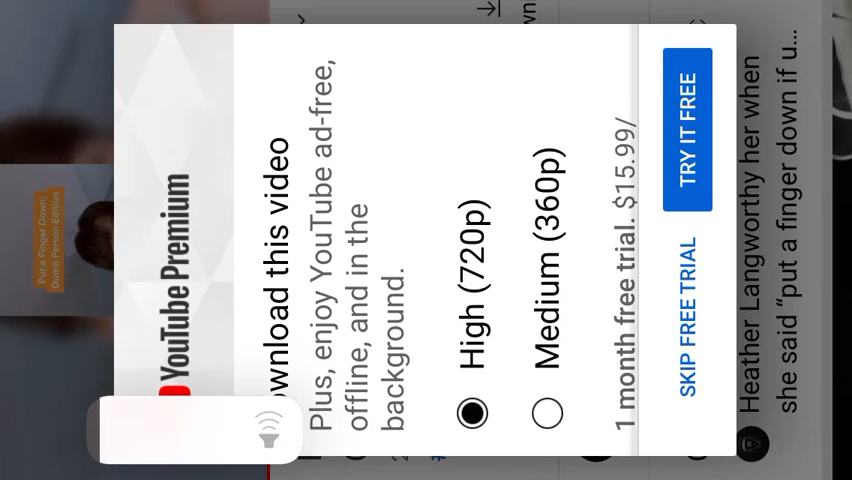 Put a Finger Down:
Dumb Person Edition
YouTube Premium
ownload this video
Plus, enjoy YouTube ad-free,
offline, and in the
background.
High (720p)
Medium (360p)
1 month free trial. $15.99/
SKIP FREE TRIAL
TRY IT FREE
Heather Langworthy her when
she said “put a finger down if u...